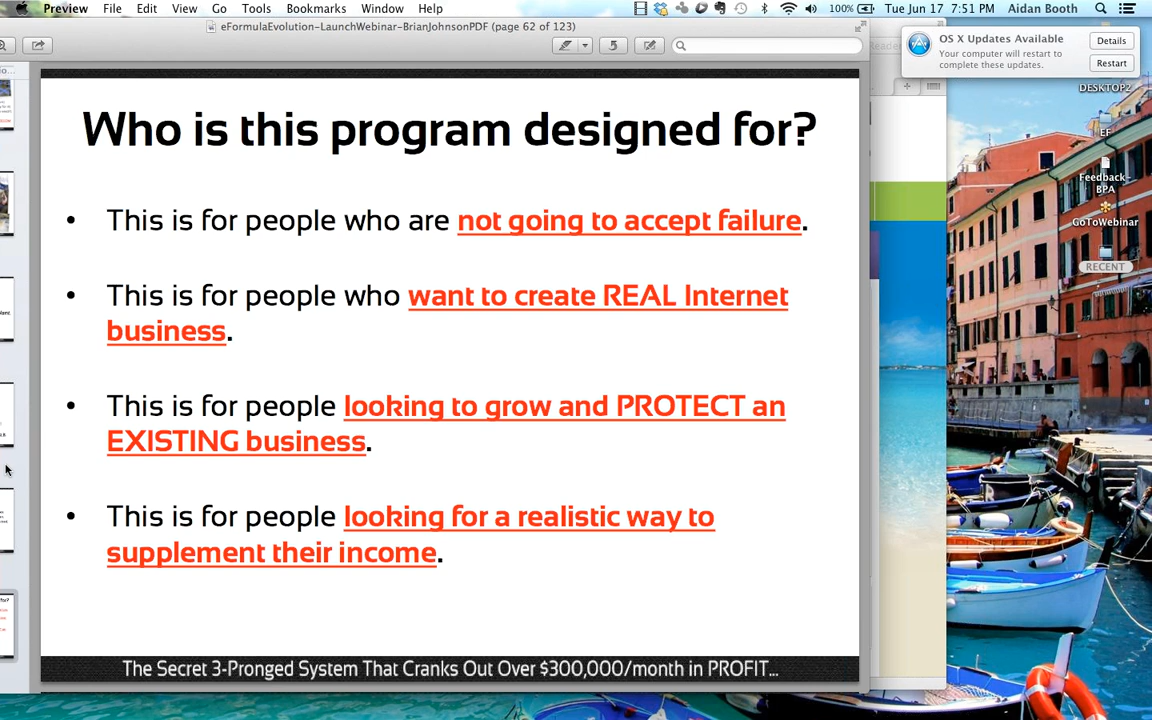 Preview File Edit View Go Tools Bookmarks Window Help 100% Tue Jun 17 7:51 PM Aidan Booth
eFormulaEvolution-LaunchWebinar-BrianJohnsonPDF (page 62 of 123)
OS X Updates Available
Your computer will restart to
complete these updates.
Details
Restart
DESKTOP2
EF
Feedback-
BPA
GoToWebinar
RECENT
Who is this program designed for?
• This is for people who are not going to accept failure.
• This is for people who want to create REAL Internet
business.
• This is for people looking to grow and PROTECT an
EXISTING business.
• This is for people looking for a realistic way to
supplement their income.
The Secret 3-Pronged System That Cranks Out Over $300,000/month in PROFIT...